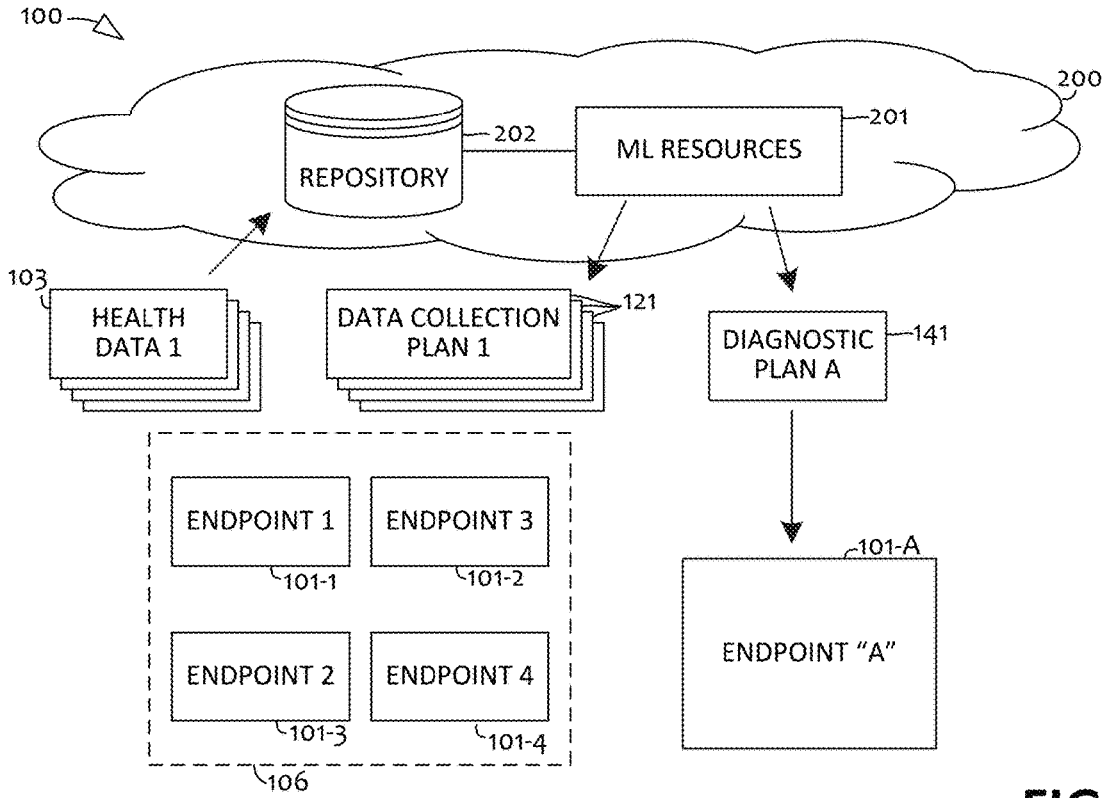 100
200
202
201
REPOSITORY
ML RESOURCES
103
HEALTH
DATA 1
DATA COLLECTION
PLAN 1
121
DIAGNOSTIC
PLAN A
141
ENDPOINT 1
101-1
ENDPOINT 3
101-2
ENDPOINT 2
101-3
ENDPOINT 4
101-4
106
101-A
ENDPOINT “A”